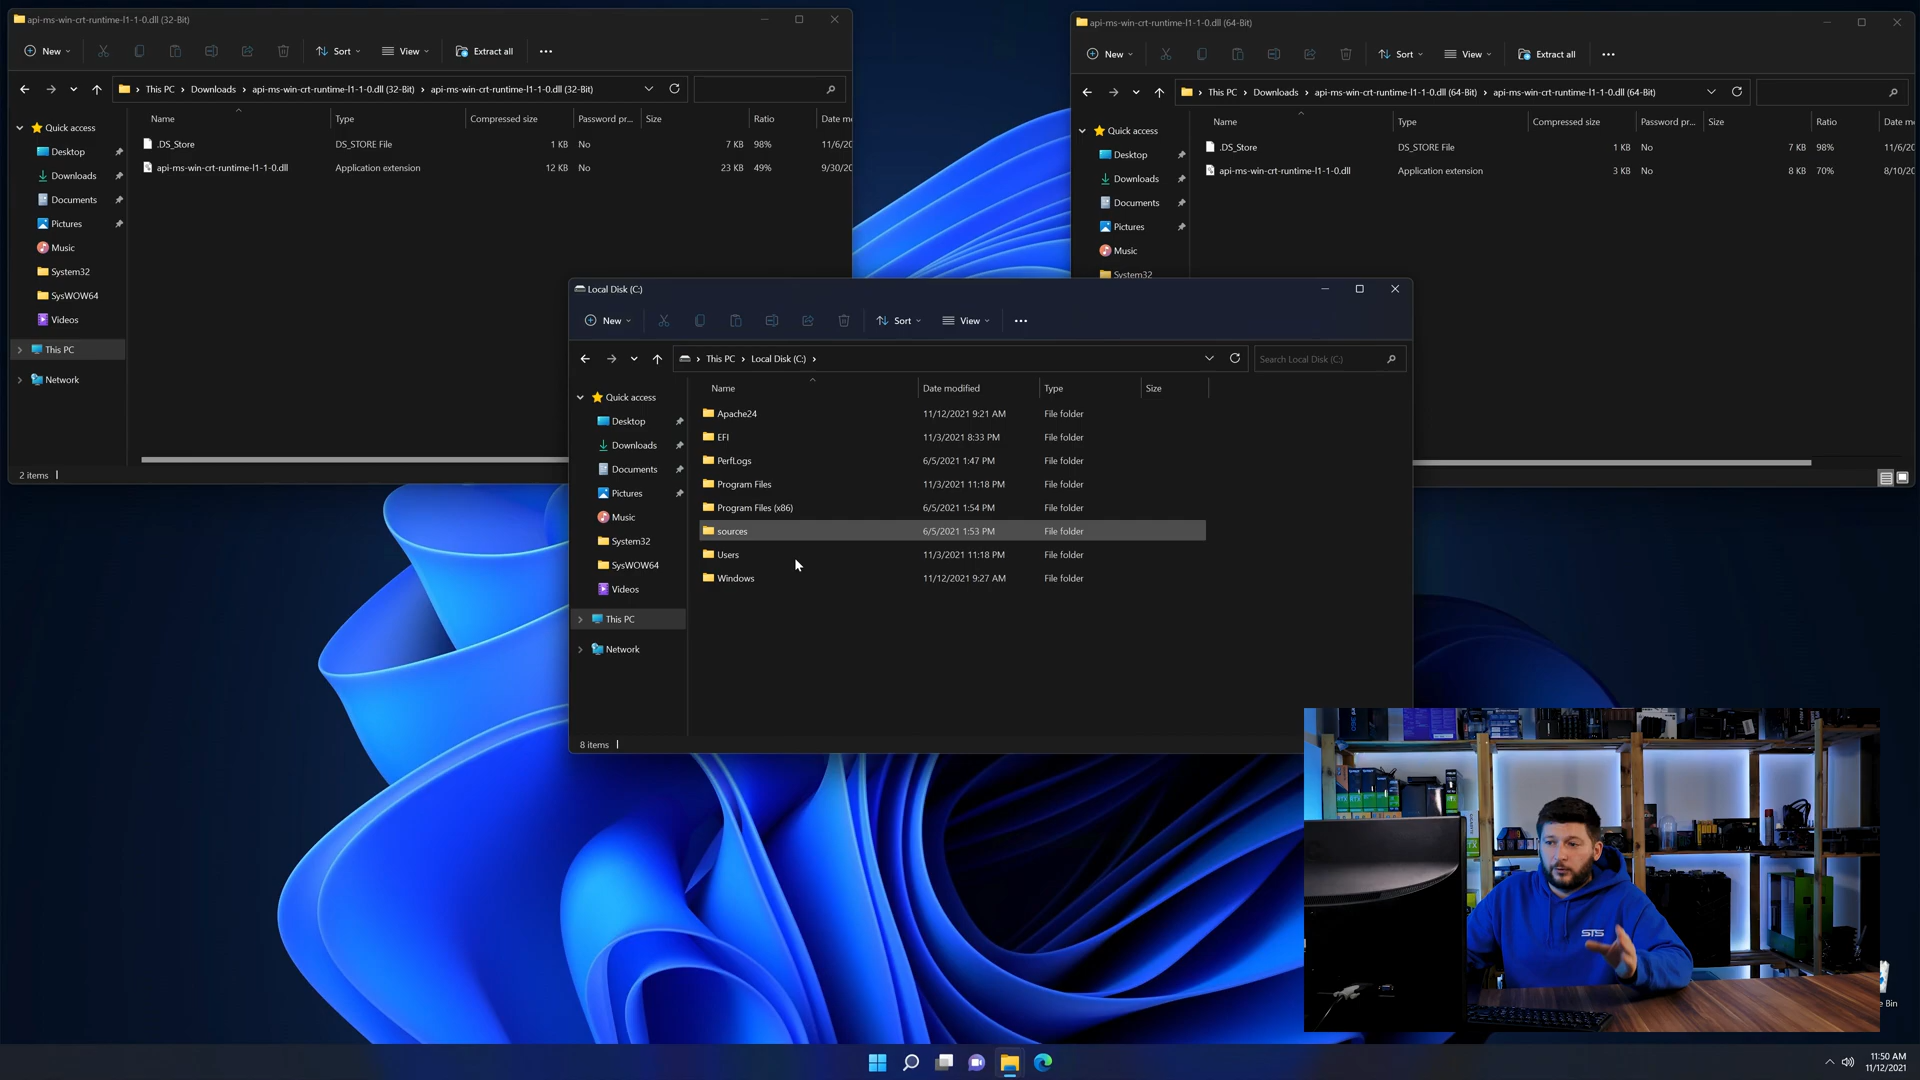 api-ms-win-crt-runtime-l1-1-0.dll (32-Bit)
New
Sort
View
Extract all
This PC
Downloads
api-ms-win-crt-runtime-l1-1-0.dll (32-Bit)
api-ms-win-crt-runtime-l1-1-0.dll (32-Bit)
Name
Type
Compressed size
Password pr...
Size
Ratio
Quick access
Desktop
Downloads
Documents
Pictures
Music
System32
SysWOW64
Videos
This PC
Network
.DS_Store DS_STORE File 1 KB No 7 KB 98% 11/6/20
api-ms-win-crt-runtime-l1-1-0.dll Application extension 12 KB No 23 KB 49% 9/30/20
2 items
api-ms-win-crt-runtime-l1-1-0.dll (64-Bit)
New
Sort
View
Extract all
This PC
Downloads
api-ms-win-crt-runtime-l1-1-0.dll (64-Bit)
api-ms-win-crt-runtime-l1-1-0.dll (64-Bit)
Name
Type
Compressed size
Password pr...
Size
Ratio
Quick access
Desktop
Downloads
Documents
Pictures
Music
System32
.DS_Store DS_STORE File 1 KB No 7 KB 98% 11/6/20
api-ms-win-crt-runtime-l1-1-0.dll Application extension 3 KB No 8 KB 70% 8/10/20
Local Disk (C:)
New
Sort
View
This PC
Local Disk (C:)
Search Local Disk (C:)
Name
Date modified
Type
Size
Quick access
Desktop
Downloads
Documents
Pictures
Music
System32
SysWOW64
Videos
This PC
Network
Apache24 11/12/2021 9:21 AM File folder
EFI 11/3/2021 8:33 PM File folder
PerfLogs 6/5/2021 1:47 PM File folder
Program Files 11/3/2021 11:18 PM File folder
Program Files (x86) 6/5/2021 1:54 PM File folder
sources 6/5/2021 1:53 PM File folder
Users 11/3/2021 11:18 PM File folder
Windows 11/12/2021 9:27 AM File folder
8 items
STS
Bin
11:50 AM
11/12/2021